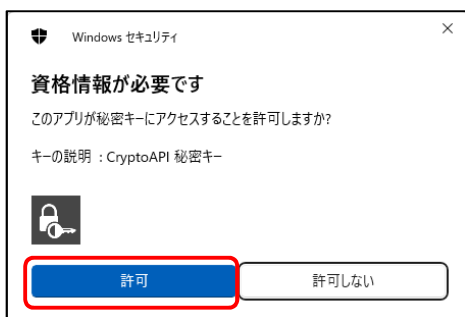 Windows セキュリティ
資格情報が必要です
このアプリが秘密キーにアクセスすることを許可しますか?
キーの説明 : CryptoAPI 秘密キー
許可
許可しない